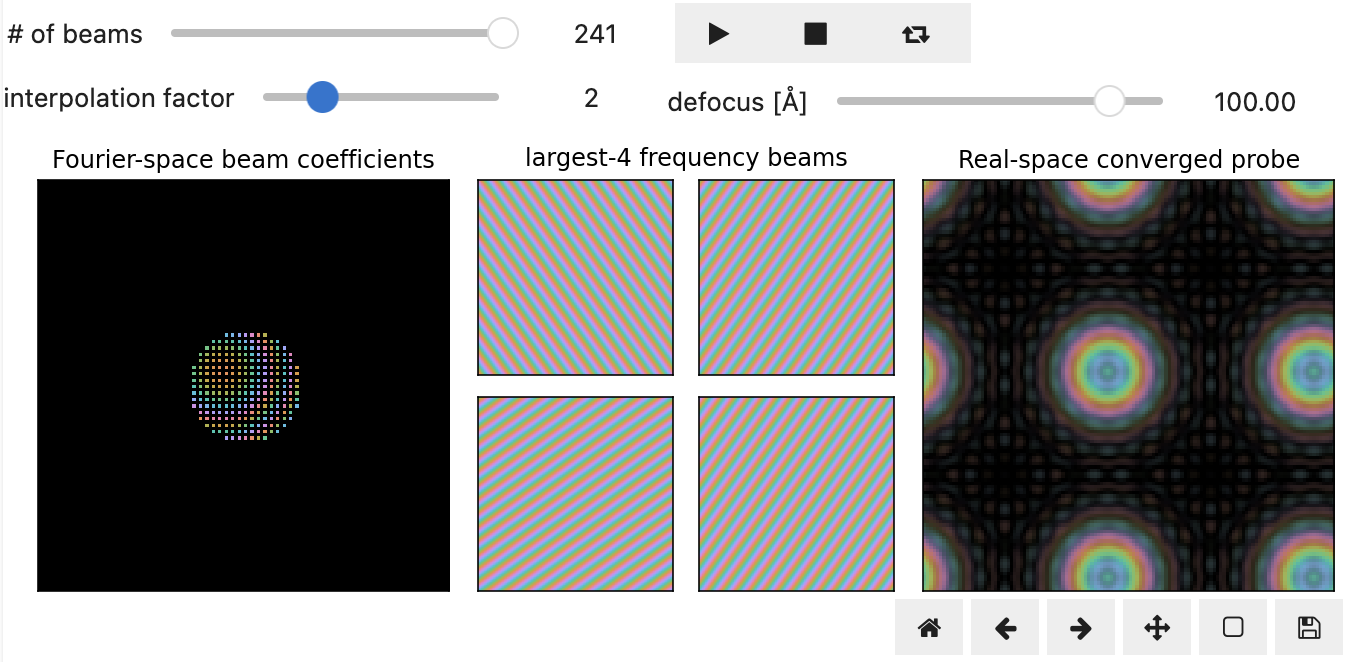 # of beams 241
interpolation factor 2
defocus [Å] 100.00
Fourier-space beam coefficients
largest-4 frequency beams
Real-space converged probe